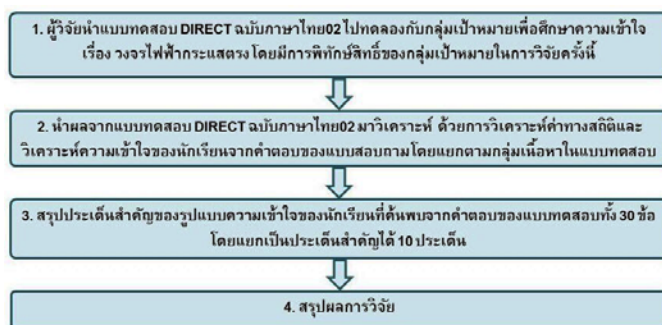 1. ผู้วิจัยนำแบบทดสอบ DIRECT ฉบับภาษาไทย02 ไปทดลองกับกลุ่มเป้าหมายเพื่อศึกษาความเข้าใจ
เรื่อง วงจรไฟฟ้ากระแสตรง โดยมีการพิทักษ์สิทธิ์ของกลุ่มเป้าหมายในการวิจัยครั้งนี้
2. นำผลจากแบบทดสอบ DIRECT ฉบับภาษาไทย02 มาวิเคราะห์ ด้วยการวิเคราะห์ค่าทางสถิติและ
วิเคราะห์ความเข้าใจของนักเรียนจากคำตอบของแบบสอบถามโดยแยกตามกลุ่มเนื้อหาในแบบทดสอบ
3. สรุปประเด็นสำคัญของรูปแบบความเข้าใจของนักเรียนที่ค้นพบจากคำตอบของแบบทดสอบทั้ง 30 ข้อ
โดยแยกเป็นประเด็นสำคัญได้ 10 ประเด็น
4. สรุปผลการวิจัย